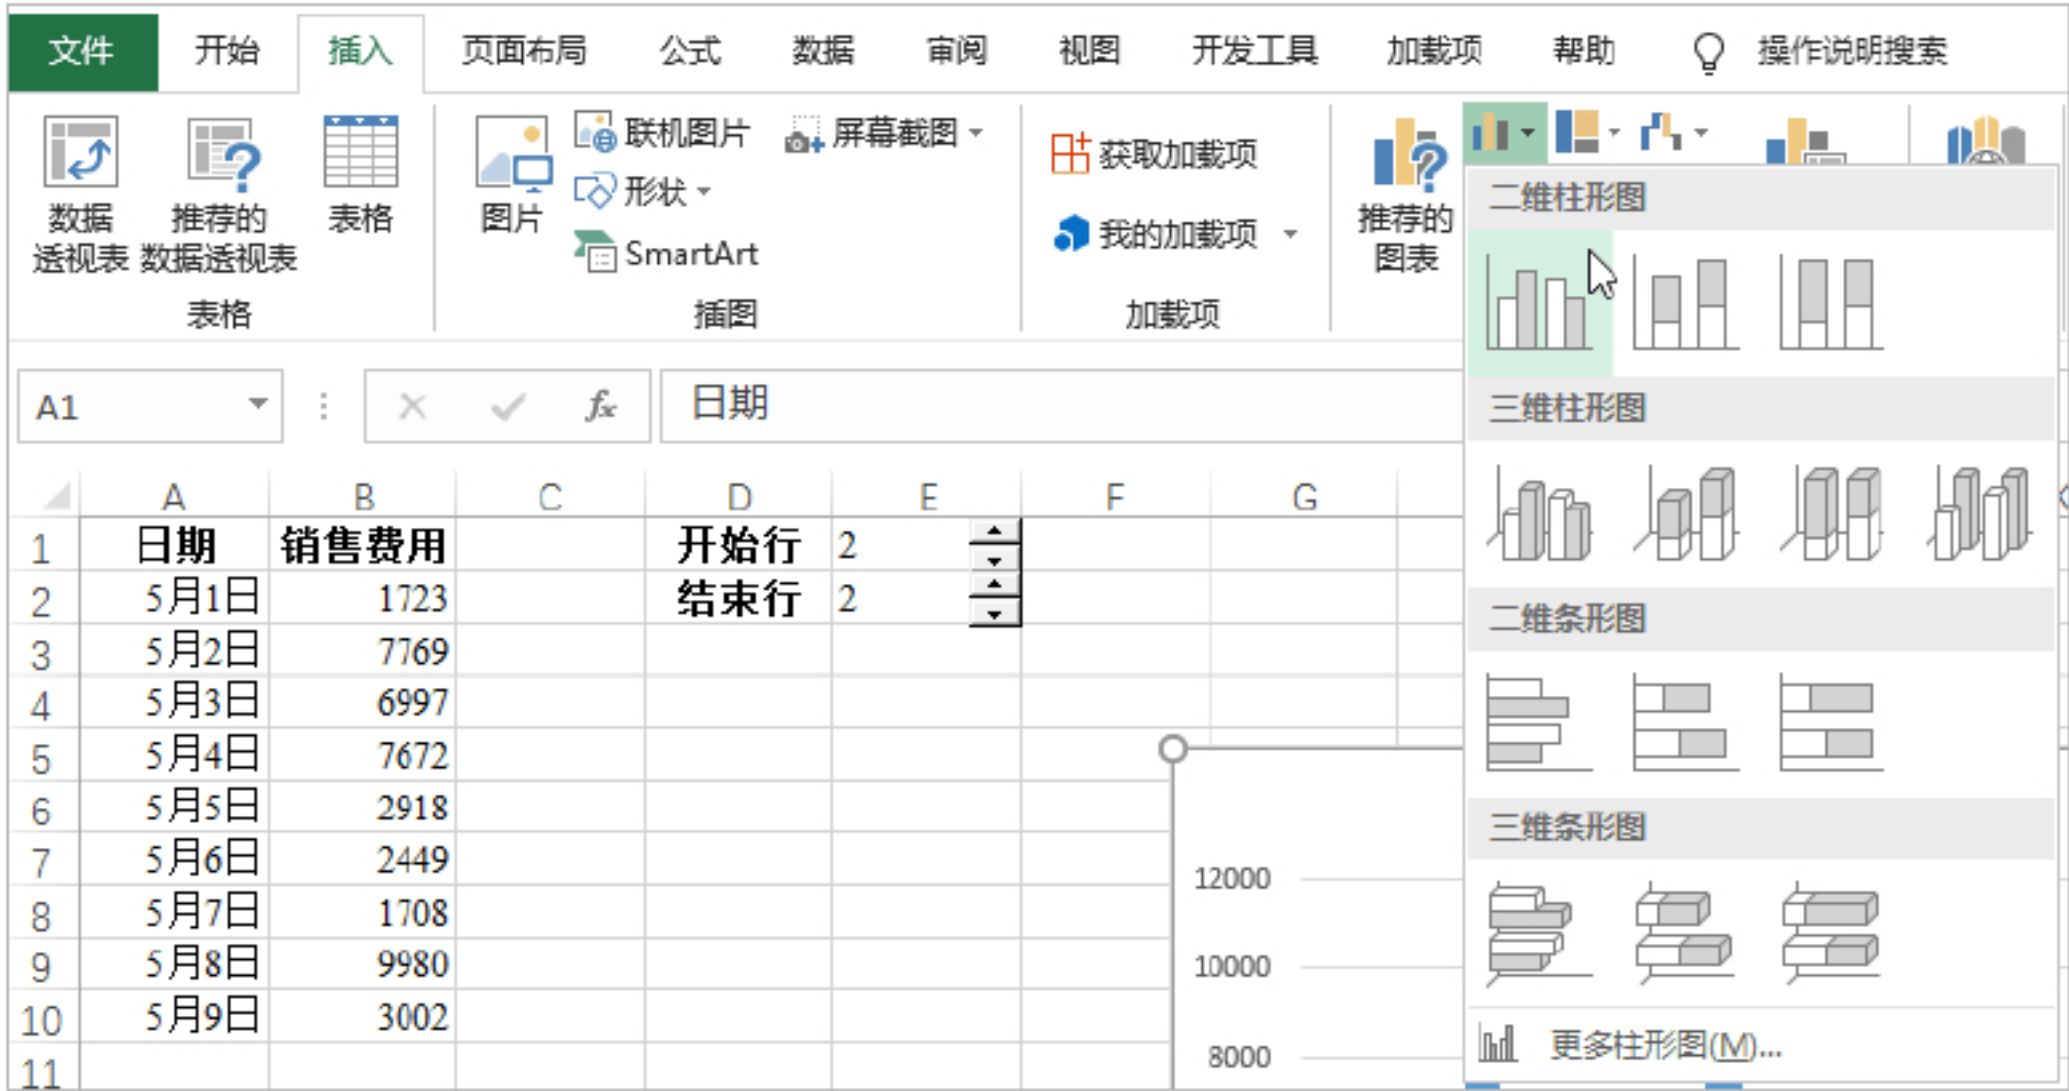 文件 开始 插入 页面布局 公式 数据 审阅 视图 开发工具 加载项 帮助 操作说明搜索
数据
透视表
推荐的
数据透视表
表格
表格
图片
联机图片
形状
SmartArt
屏幕截图
插图
获取加载项
我的加载项
加载项
推荐的
图表
A1 fx 日期
A B C D E F G
1 日期 销售费用 开始行 2
2 5月1日 1723 结束行 2
3 5月2日 7769
4 5月3日 6997
5 5月4日 7672
6 5月5日 2918
7 5月6日 2449
8 5月7日 1708
9 5月8日 9980
10 5月9日 3002
11
12000
10000
8000
二维柱形图
三维柱形图
二维条形图
三维条形图
更多柱形图(M)...